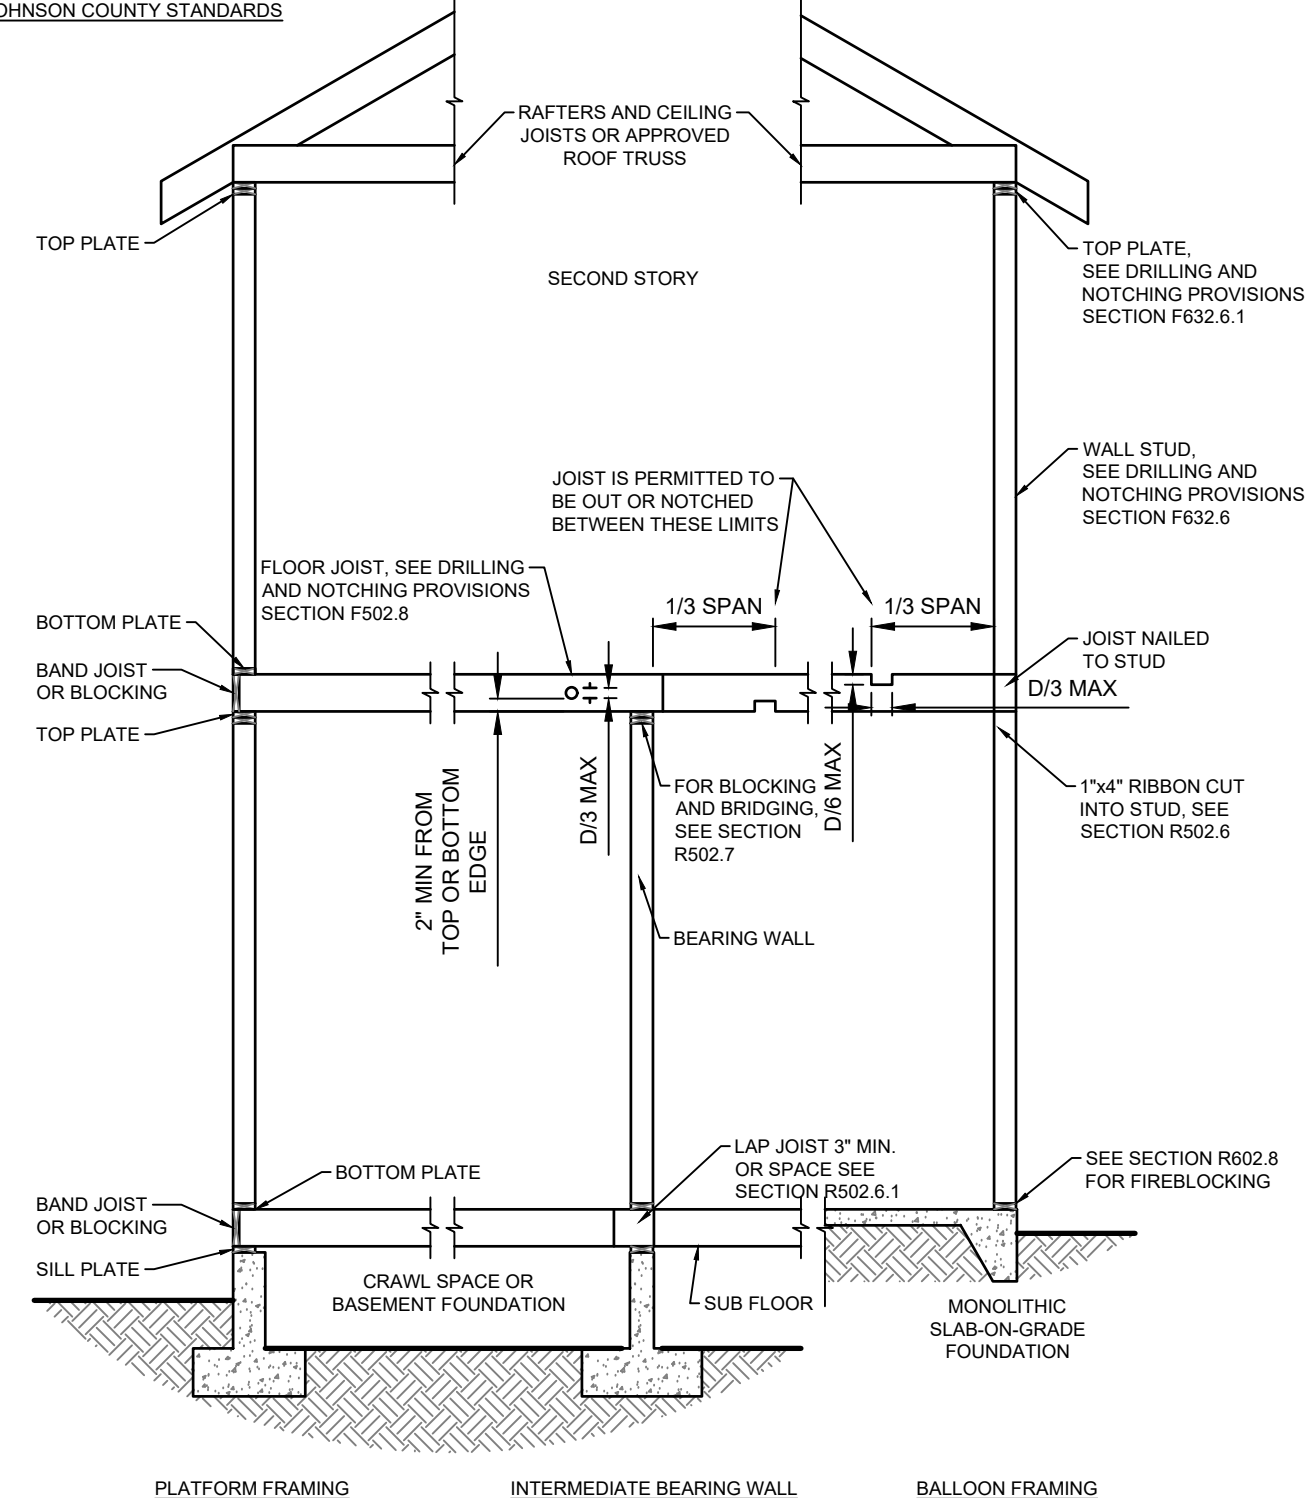 OHNSON COUNTY STANDARDS
RAFTERS AND CEILING
JOISTS OR APPROVED
ROOF TRUSS
TOP PLATE
TOP PLATE,
SEE DRILLING AND
NOTCHING PROVISIONS
SECTION F632.6.1
SECOND STORY
WALL STUD,
SEE DRILLING AND
NOTCHING PROVISIONS
SECTION F632.6
JOIST IS PERMITTED TO
BE OUT OR NOTCHED
BETWEEN THESE LIMITS
FLOOR JOIST, SEE DRILLING
AND NOTCHING PROVISIONS
SECTION F502.8
1/3 SPAN
1/3 SPAN
BOTTOM PLATE
JOIST NAILED
TO STUD
BAND JOIST
OR BLOCKING
D/3 MAX
TOP PLATE
2" MIN FROM
TOP OR BOTTOM
EDGE
D/3 MAX
FOR BLOCKING
AND BRIDGING,
SEE SECTION
R502.7
D/6 MAX
1"x4" RIBBON CUT
INTO STUD, SEE
SECTION R502.6
BEARING WALL
LAP JOIST 3" MIN.
OR SPACE SEE
SECTION R502.6.1
BOTTOM PLATE
SEE SECTION R602.8
FOR FIREBLOCKING
BAND JOIST
OR BLOCKING
SILL PLATE
CRAWL SPACE OR
BASEMENT FOUNDATION
SUB FLOOR
MONOLITHIC
SLAB-ON-GRADE
FOUNDATION
PLATFORM FRAMING
INTERMEDIATE BEARING WALL
BALLOON FRAMING